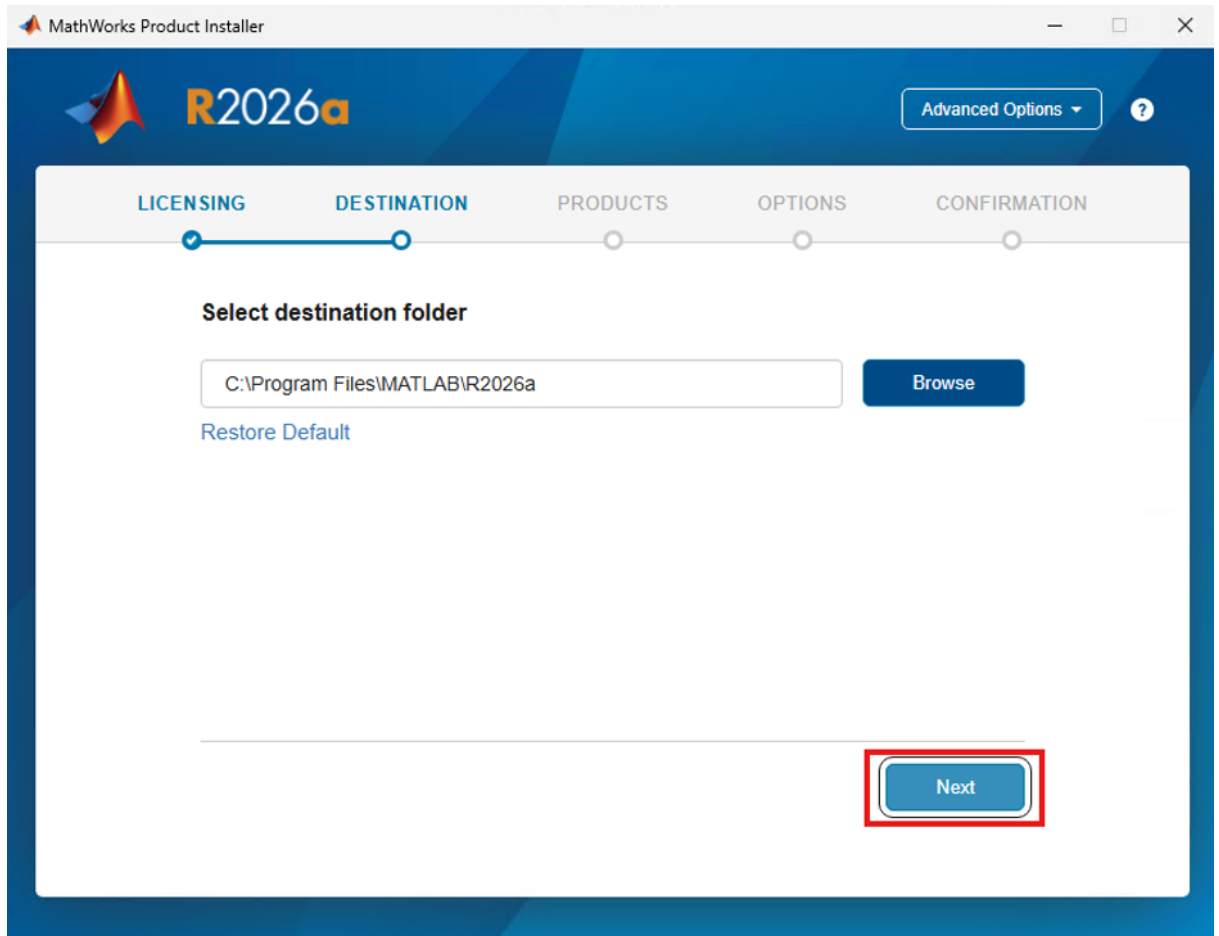 MathWorks Product Installer
R2026a
Advanced Options
?
LICENSING DESTINATION PRODUCTS OPTIONS CONFIRMATION
Select destination folder
C:\Program Files\MATLAB\R2026a
Browse
Restore Default
Next